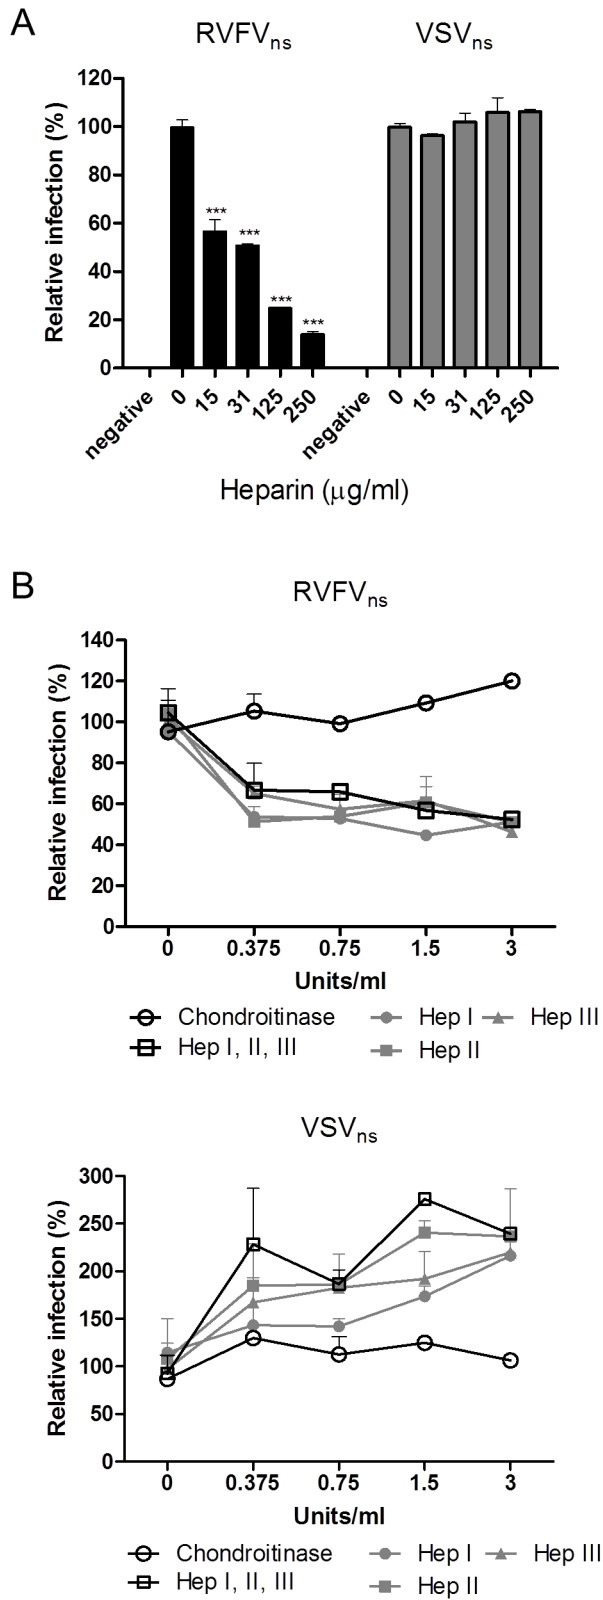 A
RVFVns VSVns
Relative infection (%)
120
100
80
60
40
20
0
*** *** *** ***
negative 0 15 31 125 250 negative 0 15 31 125 250
Heparin (μg/ml)
B
RVFVns
Relative infection (%)
140
120
100
80
60
40
20
0
0 0.375 0.75 1.5 3
Units/ml
Chondroitinase Hep I Hep III
Hep I, II, III Hep II
VSVns
Relative infection (%)
300
250
200
150
100
50
0
0 0.375 0.75 1.5 3
Units/ml
Chondroitinase Hep I Hep III
Hep I, II, III Hep II